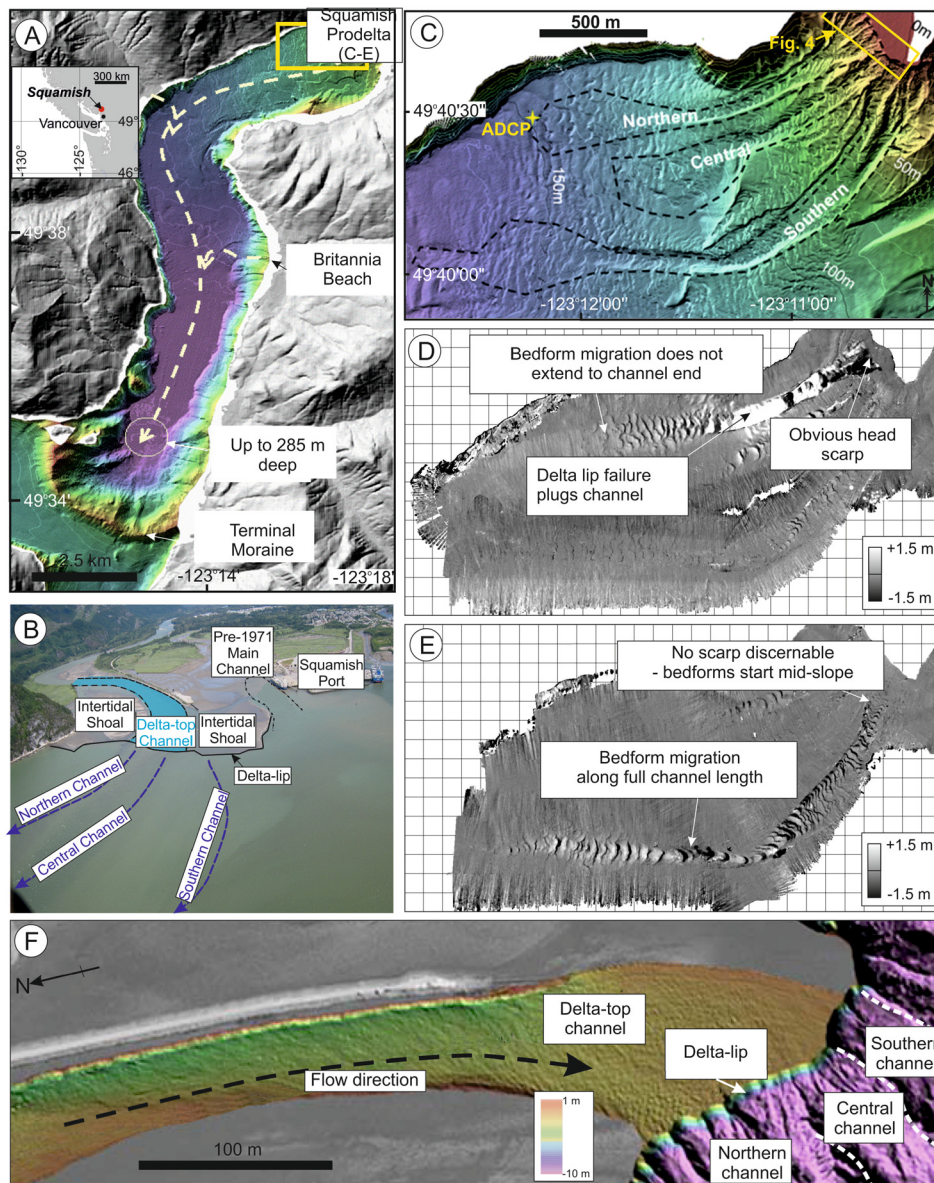 A
Squamish
Prodelta
(C-E)
300 km
Squamish
Vancouver
49°
46°
-130°
-125°
49°38'
Britannia
Beach
Up to 285 m
deep
49°34'
Terminal
Moraine
2.5 km
-123°14'
-123°18'
B
Pre-1971
Main
Channel
Squamish
Port
Intertidal
Shoal
Delta-top
Channel
Intertidal
Shoal
Delta-lip
Northern Channel
Central Channel
Southern Channel
C
500 m
0m
Fig. 4
49°40'30"
ADCP
Northern
Central
150m
50m
Southern
49°40'00"
100m
-123°12'00"
-123°11'00"
N
D
Bedform migration does not
extend to channel end
Obvious head
scarp
Delta lip failure
plugs channel
+1.5 m
-1.5 m
E
No scarp discernable
- bedforms start mid-slope
Bedform migration
along full channel length
+1.5 m
-1.5 m
F
N
Delta-top
channel
Delta-lip
Southern
channel
Flow direction
1 m
-10 m
Central
channel
Northern
channel
100 m